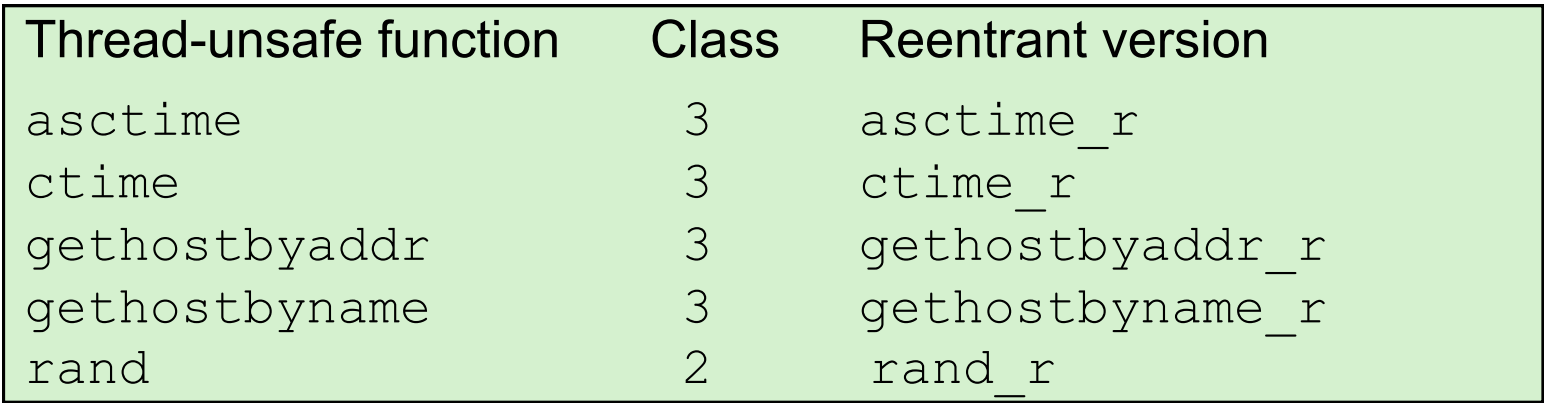 Thread-unsafe function Class Reentrant version
asctime 3 asctime_r
ctime 3 ctime_r
gethostbyaddr 3 gethostbyaddr_r
gethostbyname 3 gethostbyname_r
rand 2 rand_r